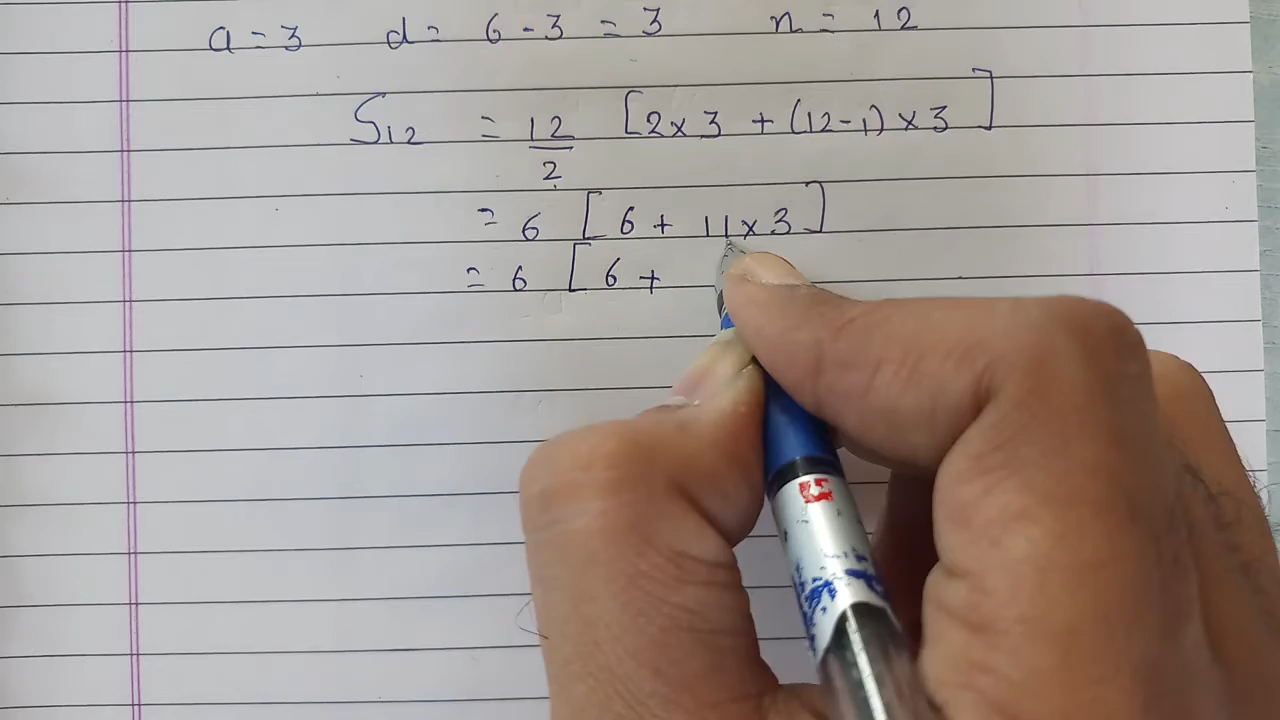 a = 3 d = 6 - 3 = 3 n = 12
S12 = 12/2 [2 × 3 + (12-1) × 3]
= 6 [6 + 11 × 3]
= 6 [6 +